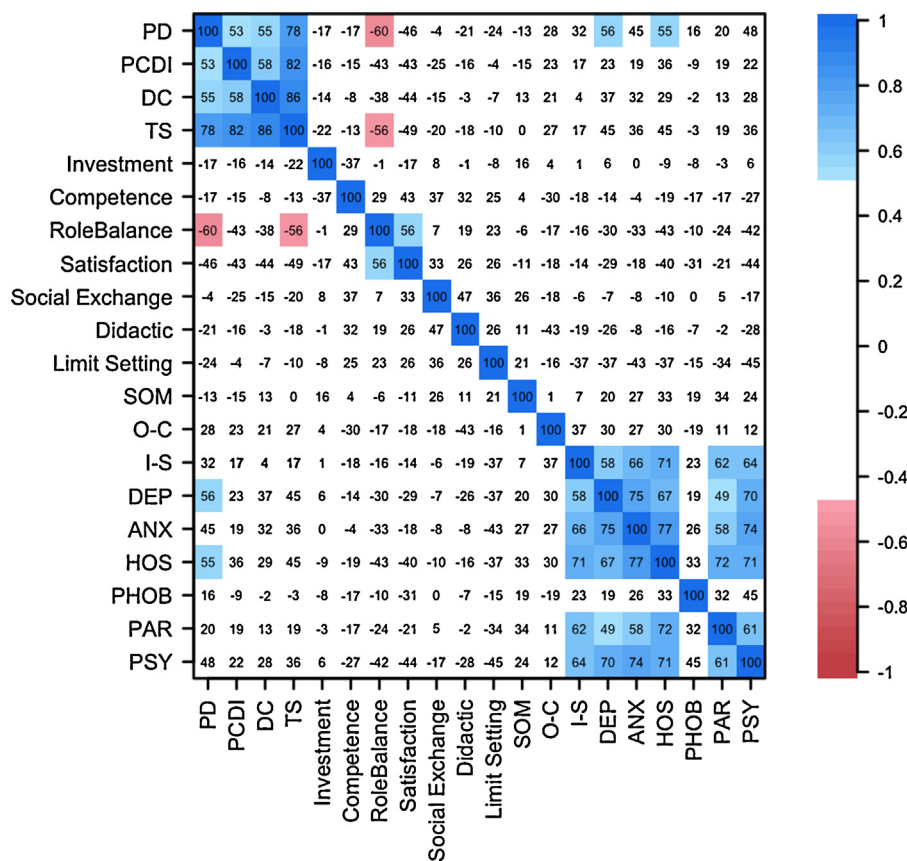 PD 100 53 55 78 -17 -17 -60 -46 -4 -21 -24 -13 28 32 56 45 55 16 20 48
PCDI 53 100 58 82 -16 -15 -43 -43 -25 -16 -4 -15 23 17 23 19 36 -9 19 22
DC 55 58 100 86 -14 -8 -38 -44 -15 -3 -7 13 21 4 37 32 29 -2 13 28
TS 78 82 86 100 -22 -13 -56 -49 -20 -18 -10 0 27 17 45 36 45 -3 19 36
Investment -17 -16 -14 -22 100 -37 -1 -17 8 -1 -8 16 4 1 6 0 -9 -8 -3 6
Competence -17 -15 -8 -13 -37 100 29 43 37 32 25 4 -30 -18 -14 -4 -19 -17 -17 -27
RoleBalance -60 -43 -38 -56 -1 29 100 56 7 19 23 -6 -17 -16 -30 -33 -43 -10 -24 -42
Satisfaction -46 -43 -44 -49 -17 43 56 100 33 26 26 -11 -18 -14 -29 -18 -40 -31 -21 -44
Social Exchange -4 -25 -15 -20 8 37 7 33 100 47 36 26 -18 -6 -7 -8 -10 0 5 -17
Didactic -21 -16 -3 -18 -1 32 19 26 47 100 26 11 -43 -19 -26 -8 -16 -7 -2 -28
Limit Setting -24 -4 -7 -10 -8 25 23 26 36 26 100 21 -16 -37 -37 -43 -37 -15 -34 -45
SOM -13 -15 13 0 16 4 -6 -11 26 11 21 100 1 7 20 27 33 19 34 24
O-C 28 23 21 27 4 -30 -17 -18 -18 -43 -16 1 100 37 30 27 30 -19 11 12
I-S 32 17 4 17 1 -18 -16 -14 -6 -19 -37 7 37 100 58 66 71 23 62 64
DEP 56 23 37 45 6 -14 -30 -29 -7 -26 -37 20 30 58 100 75 67 19 49 70
ANX 45 19 32 36 0 -4 -33 -18 -8 -8 -43 27 27 66 75 100 77 26 58 74
HOS 55 36 29 45 -9 -19 -43 -40 -10 -16 -37 33 30 71 67 77 100 33 72 71
PHOB 16 -9 -2 -3 -8 -17 -10 -31 0 -7 -15 19 -19 23 19 26 33 100 32 45
PAR 20 19 13 19 -3 -17 -24 -21 5 -2 -34 34 11 62 49 58 72 32 100 61
PSY 48 22 28 36 6 -27 -42 -44 -17 -28 -45 24 12 64 70 74 71 45 61 100
PD PCDI DC TS Investment Competence RoleBalance Satisfaction Social Exchange Didactic Limit Setting SOM O-C I-S DEP ANX HOS PHOB PAR PSY
1
0.8
0.6
0.4
0.2
0
-0.2
-0.4
-0.6
-0.8
-1